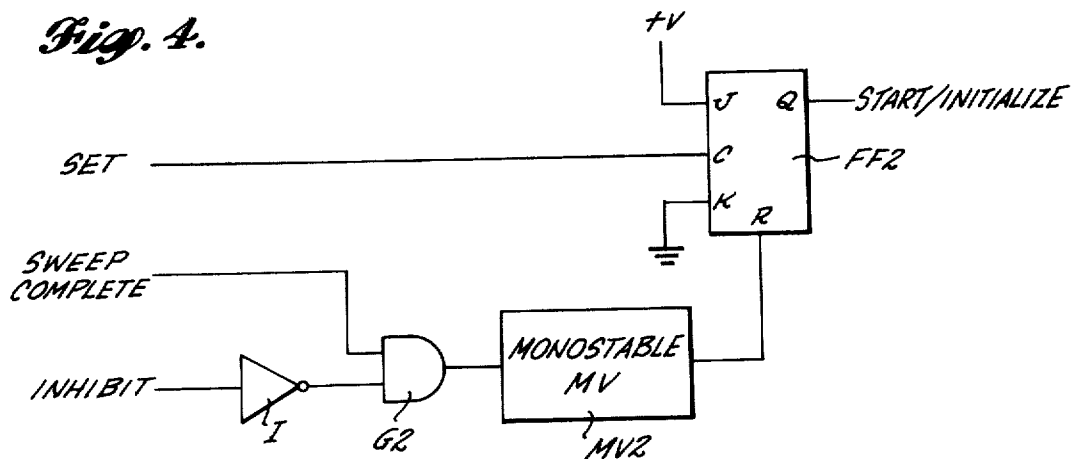 Fig. 4.
+V
J Q START/INITIALIZE
SET C FF2
K
R
SWEEP
COMPLETE
MONOSTABLE
MV
INHIBIT
I G2 MV2